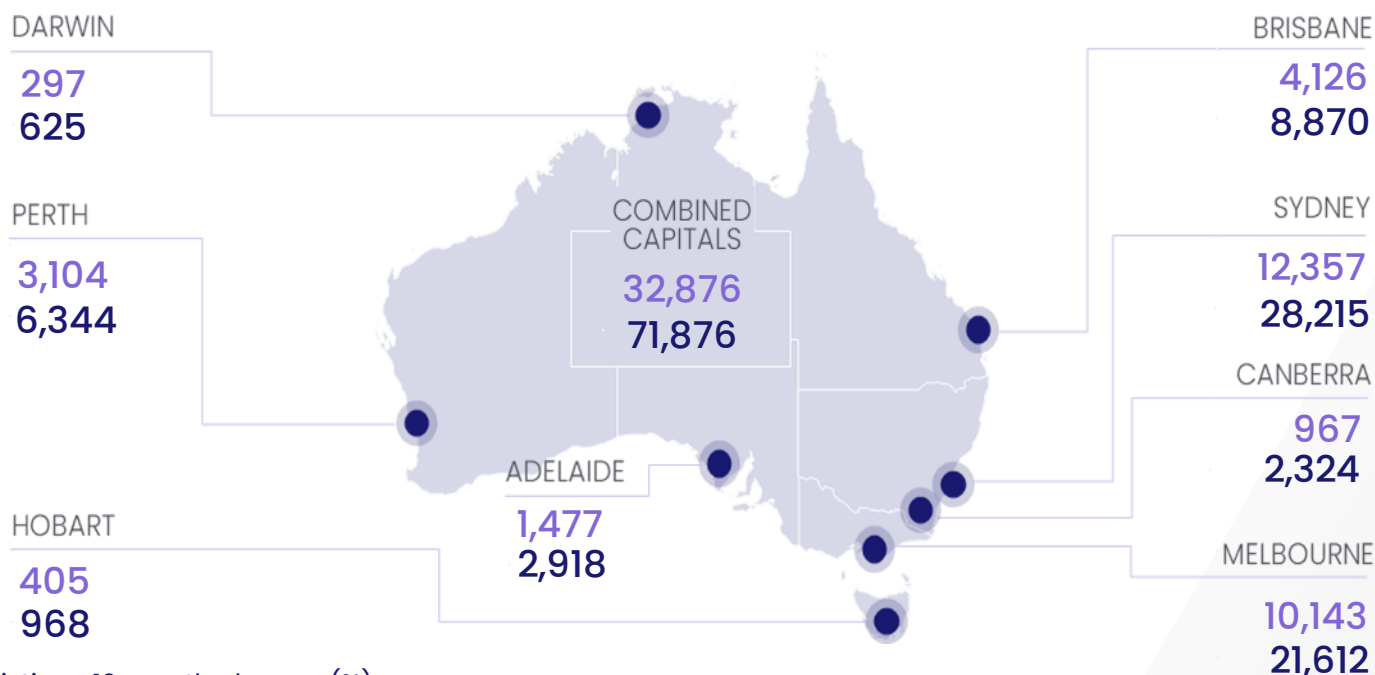 DARWIN
297
625
PERTH
3,104
6,344
HOBART
405
968
COMBINED
CAPITALS
32,876
71,876
ADELAIDE
1,477
2,918
BRISBANE
4,126
8,870
SYDNEY
12,357
28,215
CANBERRA
967
2,324
MELBOURNE
10,143
21,612